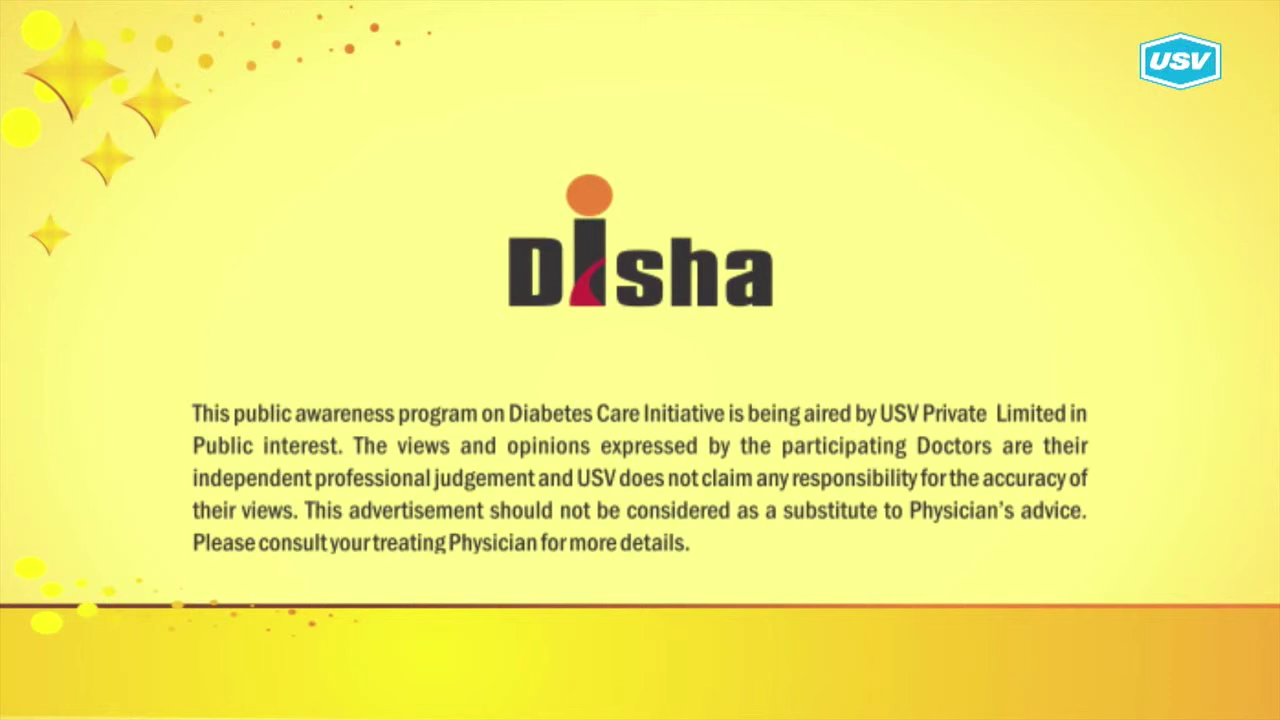 USV
Disha
This public awareness program on Diabetes Care Initiative is being aired by USV Private Limited in
Public interest. The views and opinions expressed by the participating Doctors are their
independent professional judgement and USV does not claim any responsibility for the accuracy of
their views. This advertisement should not be considered as a substitute to Physician's advice.
Please consult your treating Physician for more details.